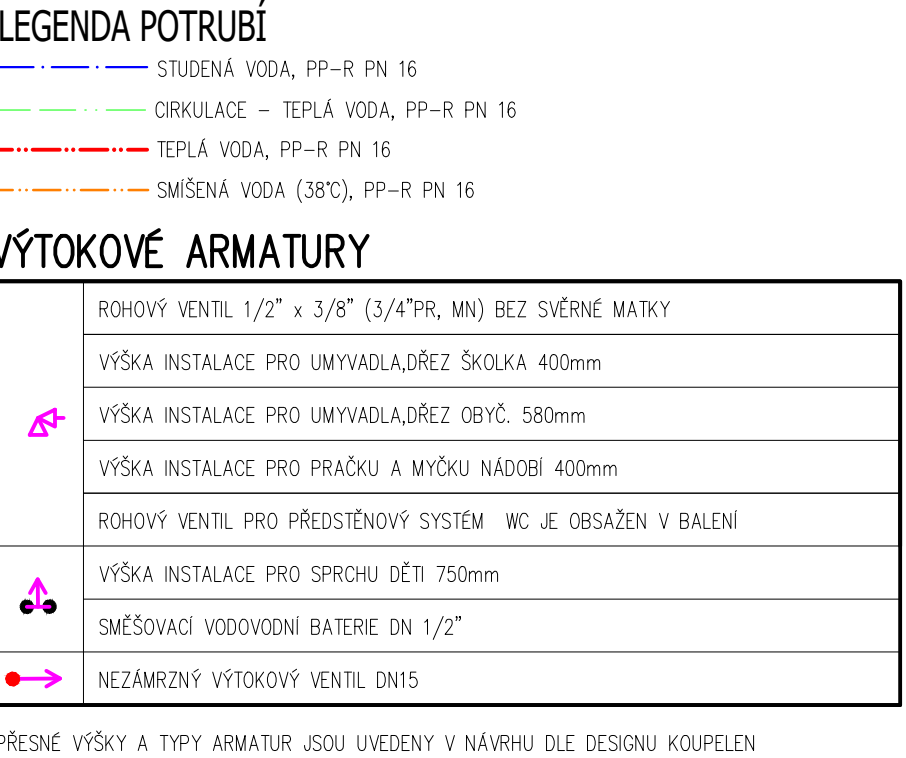 LEGENDA POTRUBÍ
STUDENÁ VODA, PP-R PN 16
CIRKULACE - TEPLÁ VODA, PP-R PN 16
TEPLÁ VODA, PP-R PN 16
SMÍŠENÁ VODA (38°C), PP-R PN 16
VÝTOKOVÉ ARMATURY
ROHOVÝ VENTIL 1/2" x 3/8" (3/4"PR, MN) BEZ SVĚRNÉ MATKY
VÝŠKA INSTALACE PRO UMYVADLA,DŘEZ ŠKOLKA 400mm
VÝŠKA INSTALACE PRO UMYVADLA,DŘEZ OBYČ. 580mm
VÝŠKA INSTALACE PRO PRAČKU A MYČKU NÁDOBÍ 400mm
ROHOVÝ VENTIL PRO PŘEDSTĚNOVÝ SYSTÉM WC JE OBSAŽEN V BALENÍ
VÝŠKA INSTALACE PRO SPRCHU DĚTI 750mm
SMĚŠOVACÍ VODOVODNÍ BATERIE DN 1/2"
NEZÁMRZNÝ VÝTOKOVÝ VENTIL DN15
PŘESNÉ VÝŠKY A TYPY ARMATUR JSOU UVEDENY V NÁVRHU DLE DESIGNU KOUPELEN